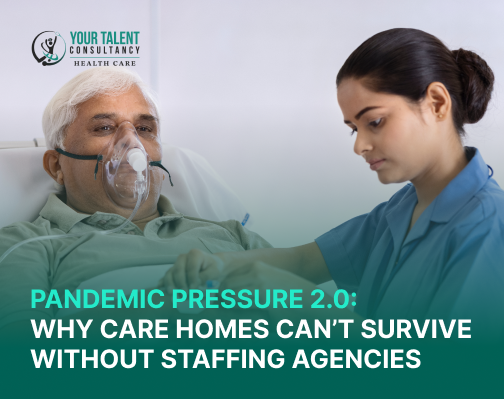 YOUR TALENT
CONSULTANCY
HEALTH CARE
PANDEMIC PRESSURE 2.0:
WHY CARE HOMES CAN'T SURVIVE
WITHOUT STAFFING AGENCIES